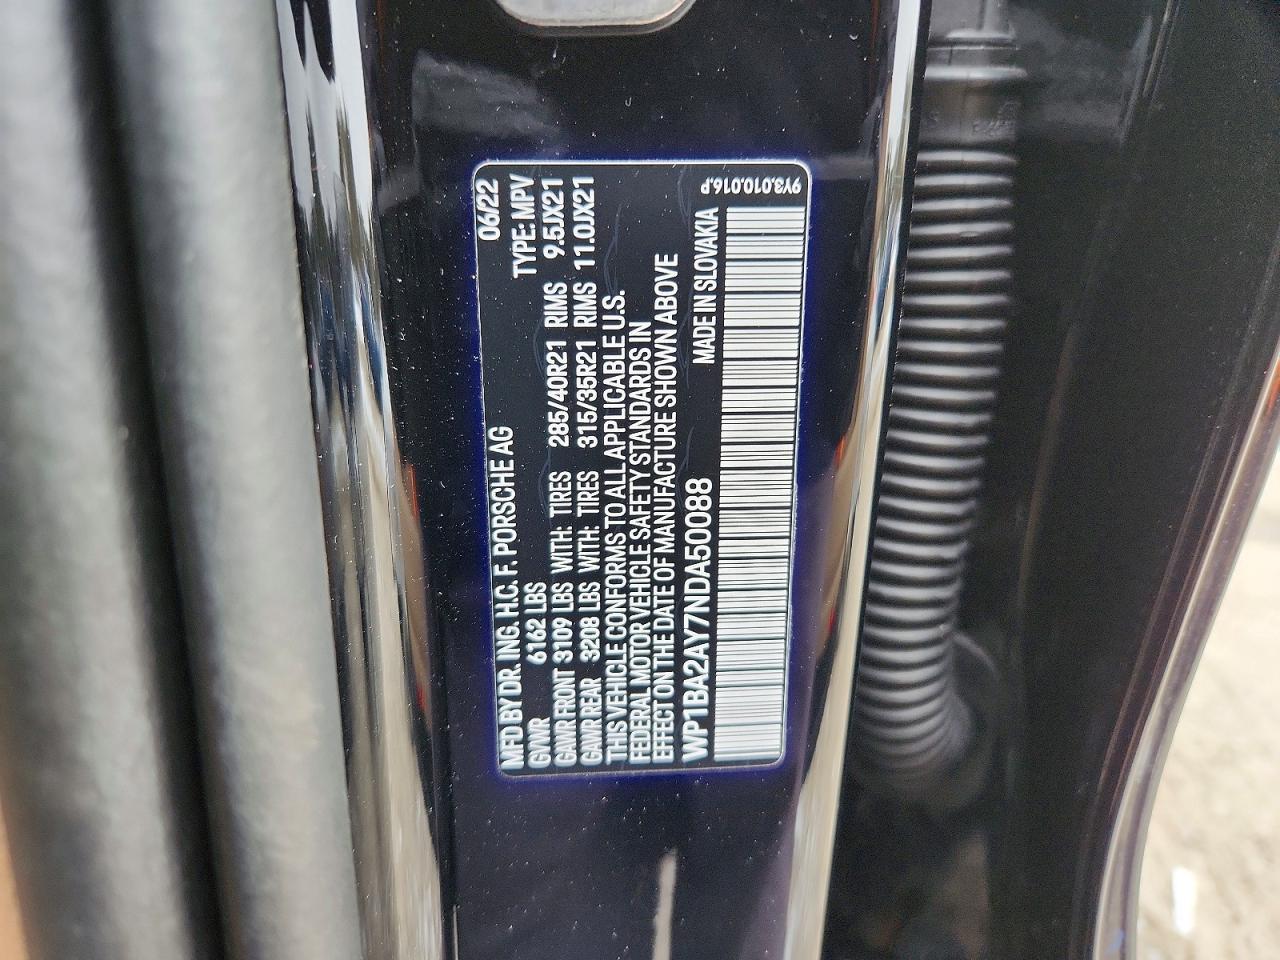 MFD BY DR. ING. H.C. F. PORSCHE AG 06/22
GVWR 6162 LBS TYPE: MPV
GAWR FRONT 3109 LBS WITH: TIRES 285/40R21 RIMS 9.5JX21
GAWR REAR 3208 LBS WITH: TIRES 315/35R21 RIMS 11.0JX21
THIS VEHICLE CONFORMS TO ALL APPLICABLE U.S.
FEDERAL MOTOR VEHICLE SAFETY STANDARDS IN
EFFECT ON THE DATE OF MANUFACTURE SHOWN ABOVE
WP1BA2AY7NDA50088 MADE IN SLOVAKIA
9Y3.010.016.P